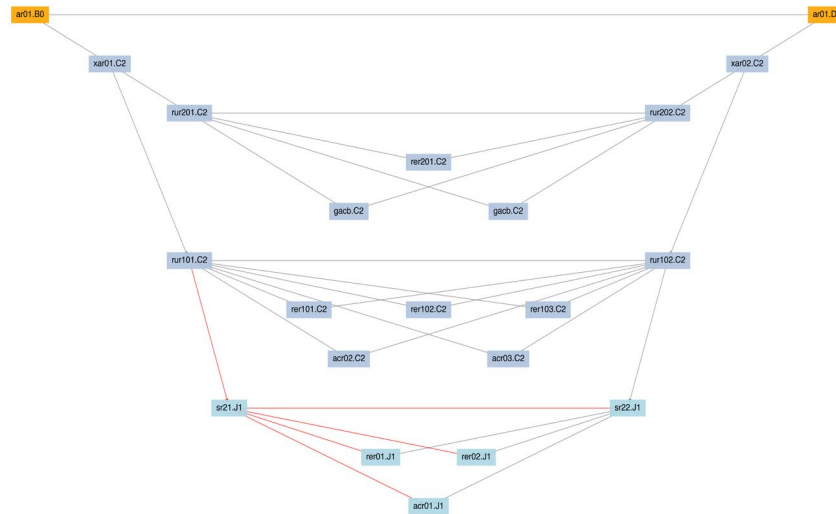 ar01.B0
ar01.D
xar01.C2
xar02.C2
rur201.C2
rur202.C2
rer201.C2
gacb.C2
gacb.C2
rur101.C2
rur102.C2
rer101.C2
rer102.C2
rer103.C2
acr02.C2
acr03.C2
sr21.J1
sr22.J1
rer01.J1
rer02.J1
acr01.J1